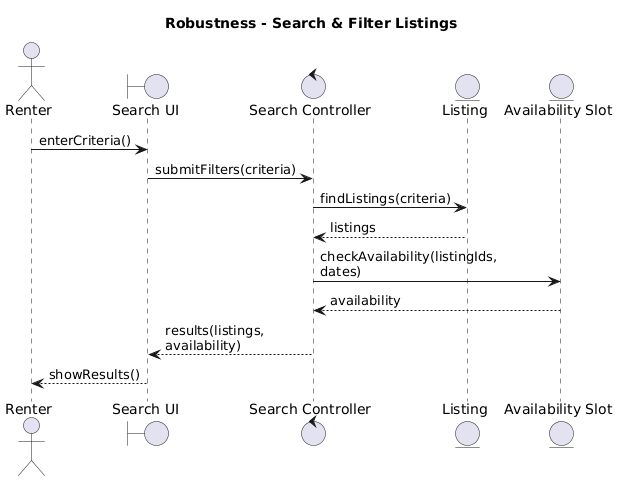 Robustness - Search & Filter Listings
Renter
Search UI
Search Controller
Listing
Availability Slot
enterCriteria()
submitFilters(criteria)
findListings(criteria)
listings
checkAvailability(listingIds,
dates)
availability
results(listings,
availability)
showResults()
Renter
Search UI
Search Controller
Listing
Availability Slot